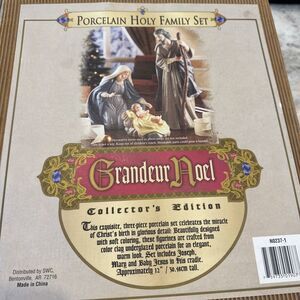 PORCELAIN HOLY FAMILY SET
Grandeur Noel
Collector's Edition
This exquisite, three-piece porcelain set celebrates the miracle
of Christ's birth in glorious detail. Beautifully designed
with soft coloring, these figurines are crafted from
color clay underglazed porcelain for an elegant,
warm look. Set includes Joseph,
Mary and Baby Jesus in His cradle.
Approximately 12" / 30.48cm tall.
Distributed by SWC,
Bentonville, AR 72716
Made in China
N0237-1